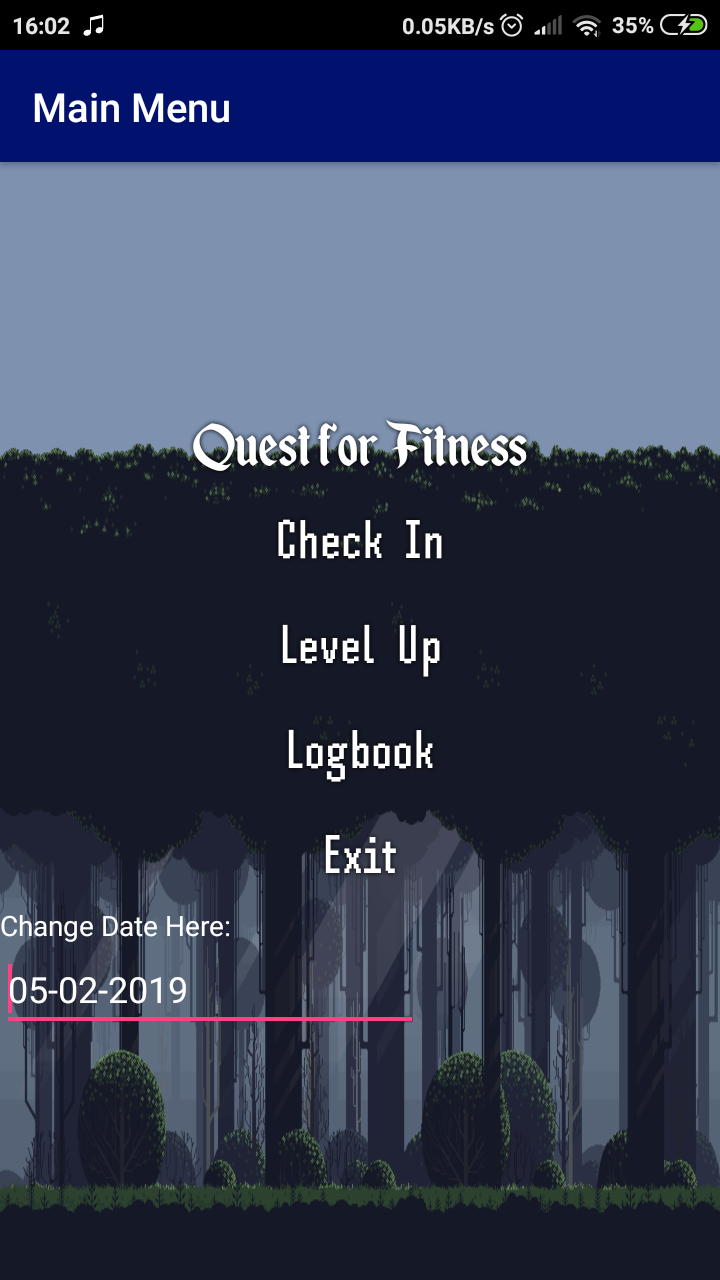 16:02 0.05KB/s 35%
Main Menu
Quest for Fitness
Check In
Level Up
Logbook
Exit
Change Date Here:
05-02-2019